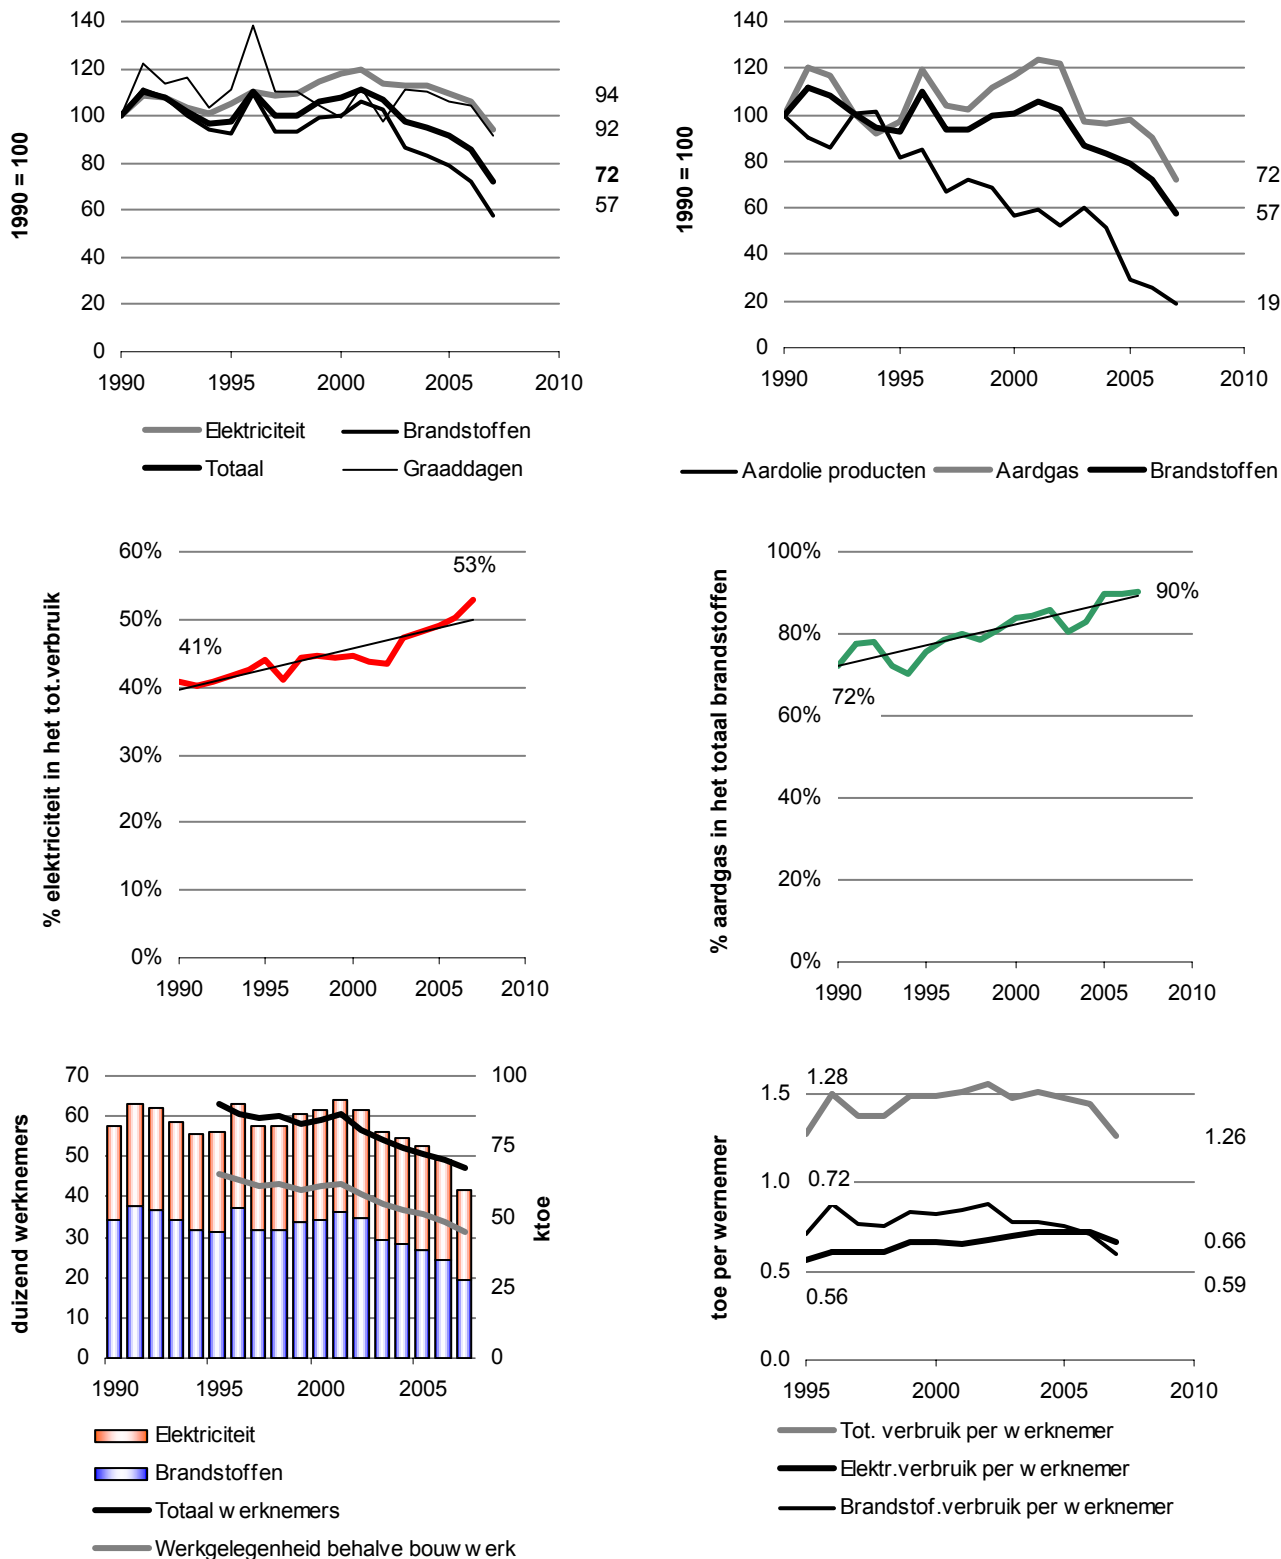 140
120
100
80
60
40
20
0
1990 = 100
1990 1995 2000 2005 2010
94
92
72
57
Elektriciteit Brandstoffen
Totaal Graaddagen
140
120
100
80
60
40
20
0
1990 = 100
1990 1995 2000 2005 2010
72
57
19
Aardolie producten Aardgas Brandstoffen
60%
50%
40%
30%
20%
10%
0%
% elektriciteit in het tot.verbruik
41%
53%
1990 1995 2000 2005 2010
100%
80%
60%
40%
20%
0%
% aardgas in het totaal brandstoffen
72%
90%
1990 1995 2000 2005 2010
70
60
50
40
30
20
10
0
duizend werknemers
100
75
50
25
0
ktoe
1990 1995 2000 2005
Elektriciteit
Brandstoffen
Totaal werknemers
Werkgelegenheid behalve bouwwerk
1.5
1.0
0.5
0.0
toe per wernemer
1.28
0.72
0.56
1.26
0.66
0.59
1995 2000 2005 2010
Tot. verbruik per werknemer
Elektr.verbruik per werknemer
Brandstof.verbruik per werknemer